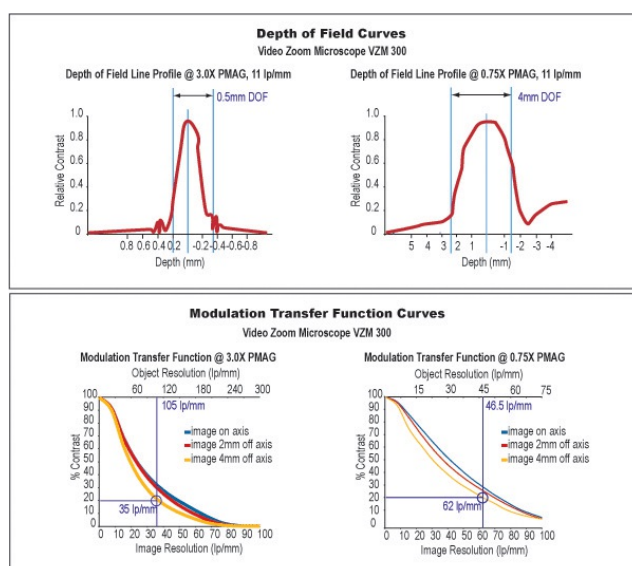 Depth of Field Curves
Video Zoom Microscope VZM 300
Depth of Field Line Profile @ 3.0X PMAG, 11 lp/mm
0.5mm DOF
1.0
0.8
0.6
0.4
0.2
0
Relative Contrast
0.8 0.6 0.4 0.2 -0.2 -0.4 -0.6 -0.8
Depth (mm)
Depth of Field Line Profile @ 0.75X PMAG, 11 lp/mm
4mm DOF
1.0
0.8
0.6
0.4
0.2
0
Relative Contrast
5 4 3 2 1 -1 -2 -3 -4
Depth (mm)
Modulation Transfer Function Curves
Video Zoom Microscope VZM 300
Modulation Transfer Function @ 3.0X PMAG
Object Resolution (lp/mm)
60 120 180 240 300
105 lp/mm
image on axis
image 2mm off axis
image 4mm off axis
100
90
80
70
60
50
40
30
20
10
0
% Contrast
35 lp/mm
0 10 20 30 40 50 60 70 80 90 100
Image Resolution (lp/mm)
Modulation Transfer Function @ 0.75X PMAG
Object Resolution (lp/mm)
15 30 45 60 75
46.5 lp/mm
image on axis
image 2mm off axis
image 4mm off axis
100
90
80
70
60
50
40
30
20
10
0
% Contrast
62 lp/mm
0 10 20 30 40 50 60 70 80 90 100
Image Resolution (lp/mm)